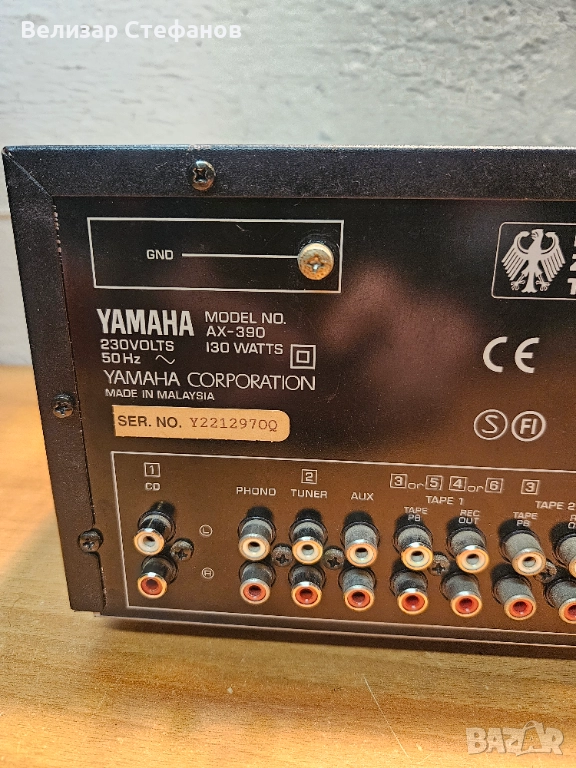 Велизар Стефанов
GND
YAMAHA
MODEL NO.
AX-390
230VOLTS
50Hz
130 WATTS
YAMAHA CORPORATION
MADE IN MALAYSIA
SER. NO. Y2212970Q
CE
S FI
1 2 3 or 5 4 or 6 3
CD PHONO TUNER AUX TAPE 1 TAPE 2
TAPE PB REC OUT TAPE PB
L
R
BAZAR